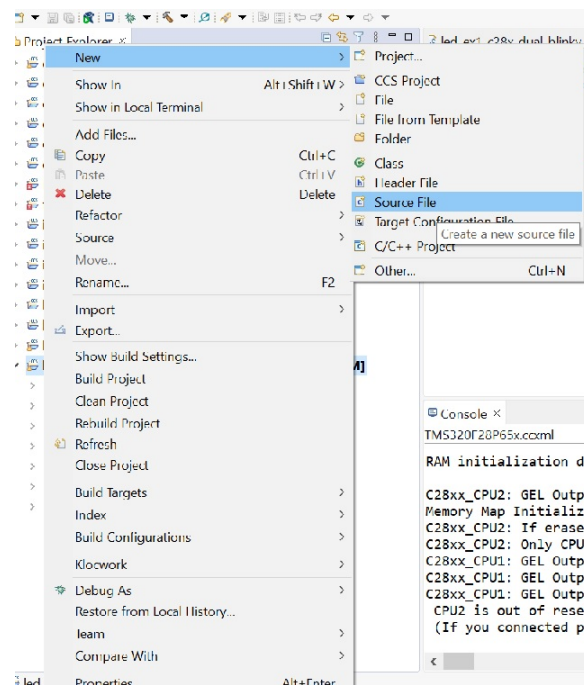 Project Explorer ×
led_ex1_c28x_dual_blinky
New >
Show In Alt+Shift+W >
Show in Local Terminal >
Add Files...
Copy Ctrl+C
Paste Ctrl+V
Delete Delete
Refactor >
Source >
Move...
Rename... F2
Import >
Export...
Show Build Settings...
Build Project
Clean Project
Rebuild Project
Refresh
Close Project
Build Targets >
Index >
Build Configurations >
Klocwork >
Debug As >
Restore from Local History...
Team >
Compare With >
Properties Alt+Enter
Project...
CCS Project
File
File from Template
Folder
Class
Header File
Source File
Target Configuration File
Create a new source file
C/C++ Project
Other... Ctrl+N
Console ×
TMS320F28P65x.ccxml
RAM initialization d
C28xx_CPU2: GEL Outp
Memory Map Initializ
C28xx_CPU2: If erase
C28xx_CPU2: Only CPU
C28xx_CPU1: GEL Outp
C28xx_CPU1: GEL Outp
C28xx_CPU1: GEL Outp
CPU2 is out of rese
(If you connected p
led